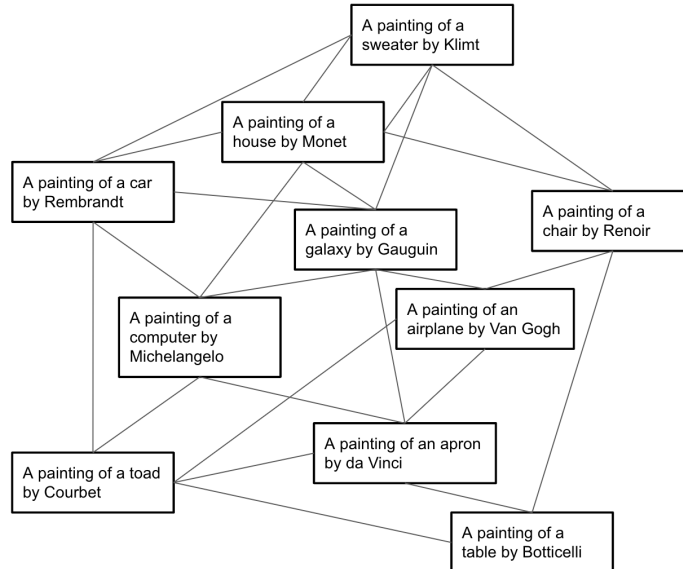 A painting of a
sweater by Klimt
A painting of a
house by Monet
A painting of a car
by Rembrandt
A painting of a
chair by Renoir
A painting of a
galaxy by Gauguin
A painting of an
airplane by Van Gogh
A painting of a
computer by
Michelangelo
A painting of an apron
by da Vinci
A painting of a toad
by Courbet
A painting of a
table by Botticelli